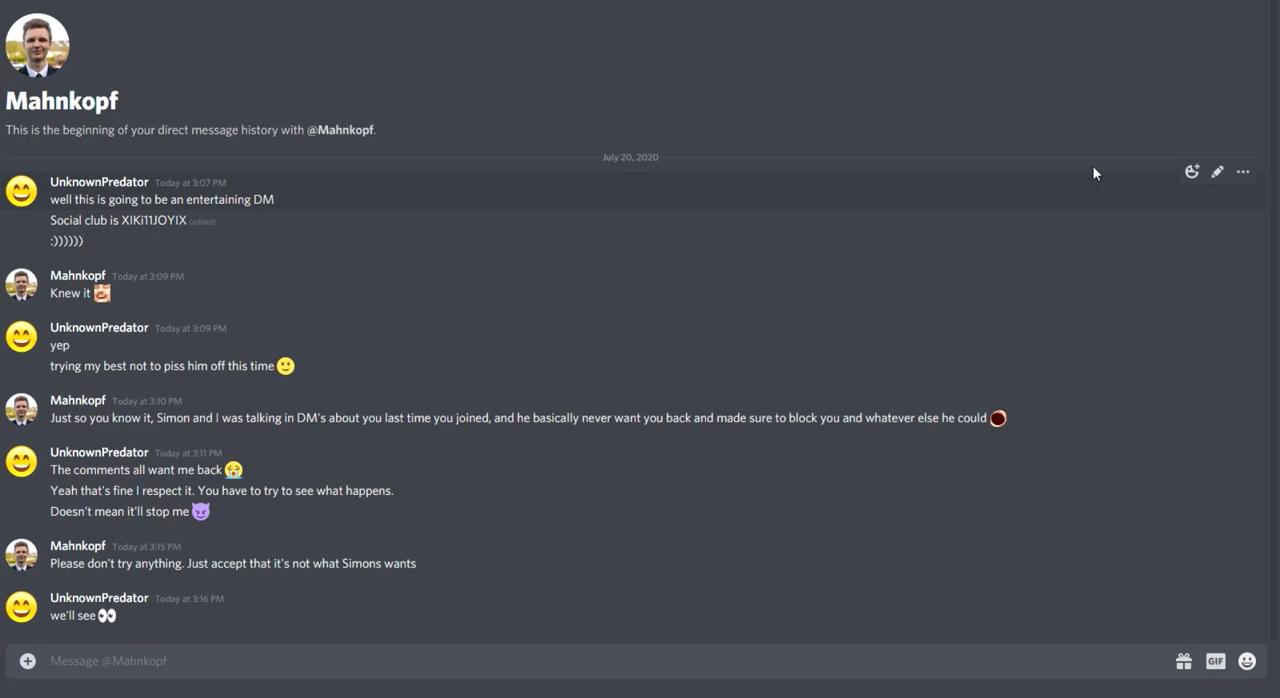 Mahnkopf
This is the beginning of your direct message history with @Mahnkopf.
July 20, 2020
UnknownPredator Today at 3:07 PM
well this is going to be an entertaining DM
Social club is XIKi11JOYIX (edited)
:))))))
Mahnkopf Today at 3:09 PM
Knew it
UnknownPredator Today at 3:09 PM
yep
trying my best not to piss him off this time
Mahnkopf Today at 3:10 PM
Just so you know it, Simon and I was talking in DM's about you last time you joined, and he basically never want you back and made sure to block you and whatever else he could
UnknownPredator Today at 3:11 PM
The comments all want me back
Yeah that's fine I respect it. You have to try to see what happens.
Doesn't mean it'll stop me
Mahnkopf Today at 3:15 PM
Please don't try anything. Just accept that it's not what Simons wants
UnknownPredator Today at 3:16 PM
we'll see
Message @Mahnkopf
GIF